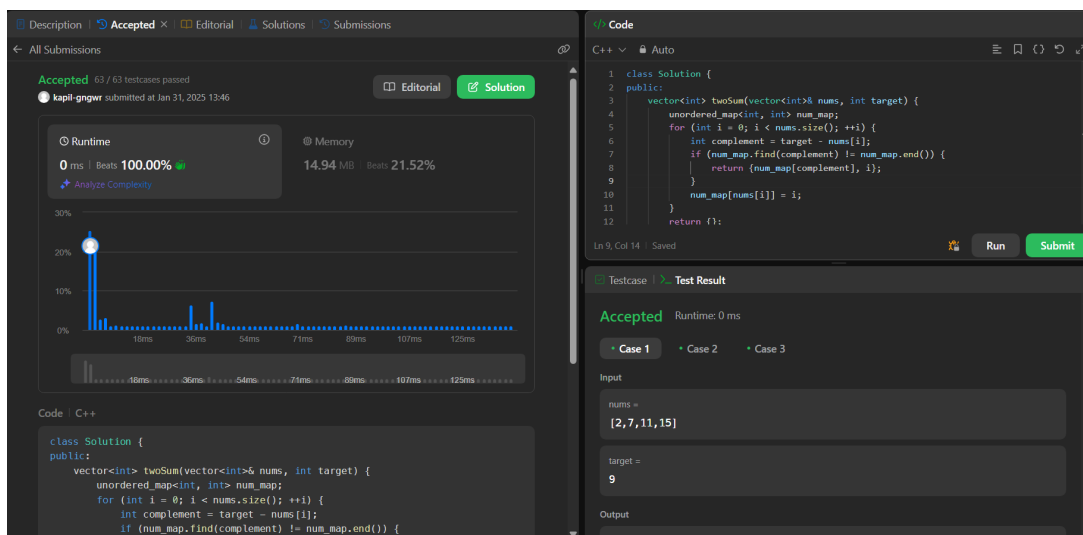 Description | Accepted × | Editorial | Solutions | Submissions
← All Submissions
Accepted 63 / 63 testcases passed
kapil-gngwr submitted at Jan 31, 2025 13:46
Editorial
Solution
Runtime
0 ms | Beats 100.00%
Analyze Complexity
Memory
14.94 MB | Beats 21.52%
30%
20%
10%
0%
18ms 36ms 54ms 71ms 89ms 107ms 125ms
18ms 36ms 54ms 71ms 89ms 107ms 125ms
Code | C++
class Solution {
public:
    vector<int> twoSum(vector<int>& nums, int target) {
        unordered_map<int, int> num_map;
        for (int i = 0; i < nums.size(); ++i) {
            int complement = target - nums[i];
            if (num_map.find(complement) != num_map.end()) {
</> Code
C++ Auto
1 class Solution {
2 public:
3     vector<int> twoSum(vector<int>& nums, int target) {
4         unordered_map<int, int> num_map;
5         for (int i = 0; i < nums.size(); ++i) {
6             int complement = target - nums[i];
7             if (num_map.find(complement) != num_map.end()) {
8                 return {num_map[complement], i};
9             }
10             num_map[nums[i]] = i;
11         }
12         return {};
Ln 9, Col 14 | Saved
Run
Submit
Testcase | >_ Test Result
Accepted Runtime: 0 ms
• Case 1 • Case 2 • Case 3
Input
nums =
[2,7,11,15]
target =
9
Output